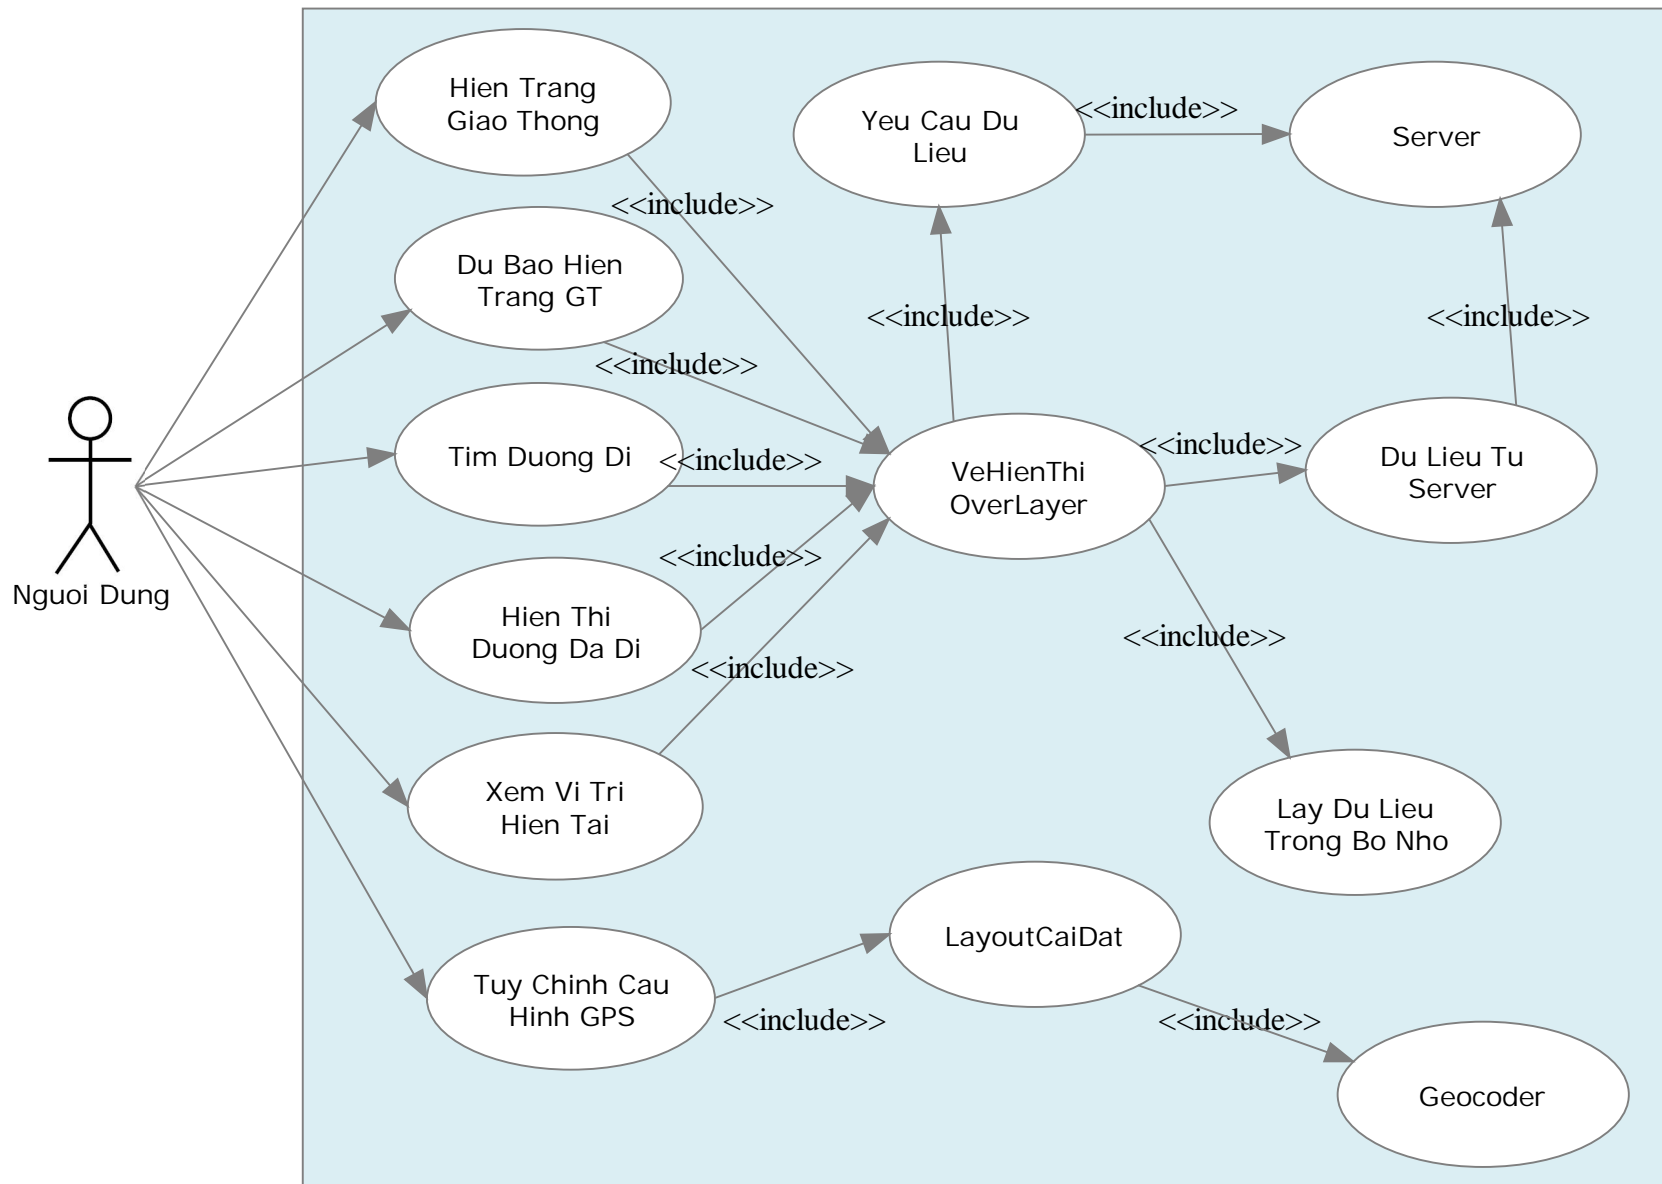 Hien Trang
Giao Thong
Yeu Cau Du
Lieu
<<include>>
Server
<<include>>
Du Bao Hien
Trang GT
<<include>>
<<include>>
<<include>>
Tim Duong Di
<<include>>
VeHienThi
OverLayer
<<include>>
Du Lieu Tu
Server
Nguoi Dung
<<include>>
Hien Thi
Duong Da Di
<<include>>
<<include>>
Xem Vi Tri
Hien Tai
Lay Du Lieu
Trong Bo Nho
LayoutCaiDat
Tuy Chinh Cau
Hinh GPS
<<include>>
<<include>>
Geocoder